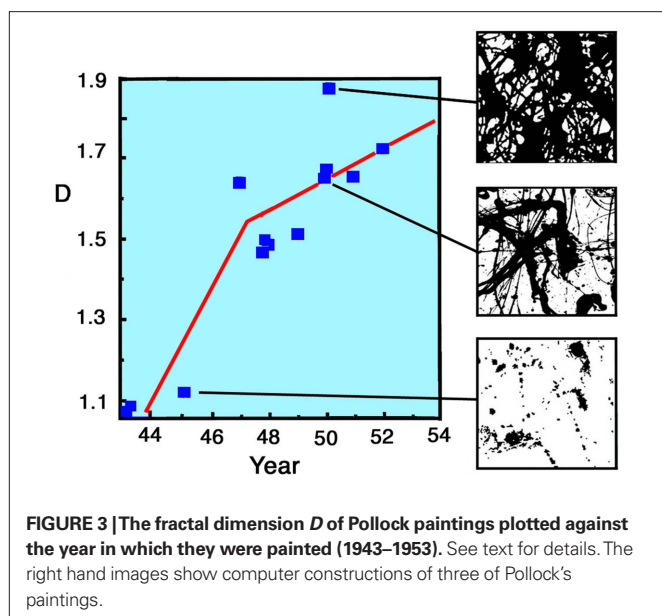 1.9
1.7
D
1.5
1.3
1.1
44 46 48 50 52 54
Year
FIGURE 3 | The fractal dimension D of Pollock paintings plotted against
the year in which they were painted (1943–1953). See text for details. The
right hand images show computer constructions of three of Pollock’s
paintings.